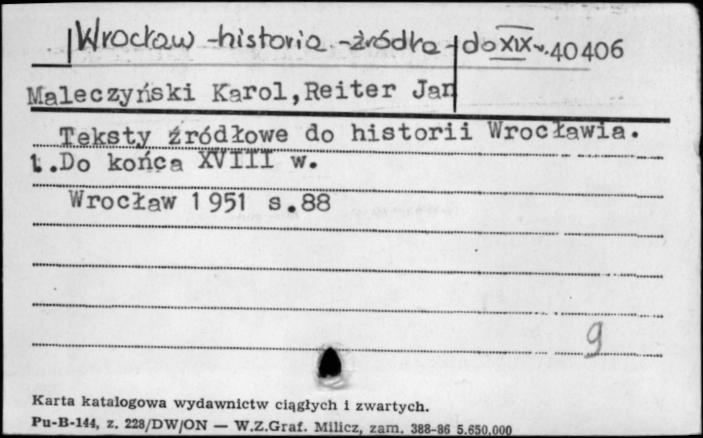 Wrocław - historia - źródła - do XIX w. 40406
Maleczyński Karol, Reiter Jan
Teksty źródłowe do historii Wrocławia.
1.Do końca XVIII w.
Wrocław 1951 s.88
9
Karta katalogowa wydawnictw ciągłych i zwartych.
Pu-B-144, z. 228/DW/ON — W.Z.Graf. Milicz, zam. 388-86 5.650.000